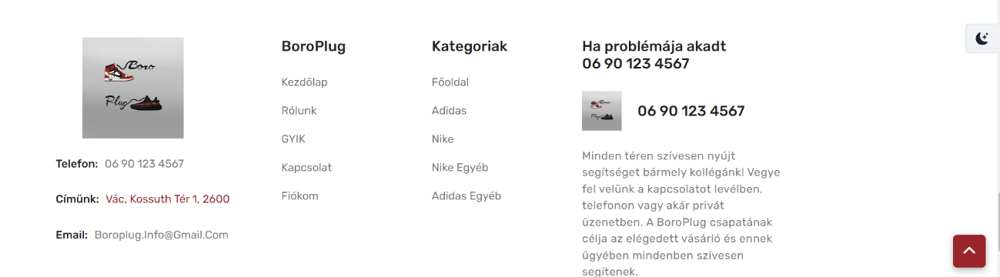 Boro
Plug
Telefon: 06 90 123 4567
Címünk: Vác, Kossuth Tér 1, 2600
Email: Boroplug.Info@Gmail.Com
BoroPlug
Kezdőlap
Rólunk
GYIK
Kapcsolat
Fiókom
Kategoriak
Főoldal
Adidas
Nike
Nike Egyéb
Adidas Egyéb
Ha problémája akadt
06 90 123 4567
Boro
Plug
06 90 123 4567
Minden téren szívesen nyújt
segítséget bármely kollégánk! Vegye
fel velünk a kapcsolatot levélben,
telefonon vagy akár privát
üzenetben. A BoroPlug csapatának
célja az elégedett vásárló és ennek
ügyében mindenben szívesen
segítenek.